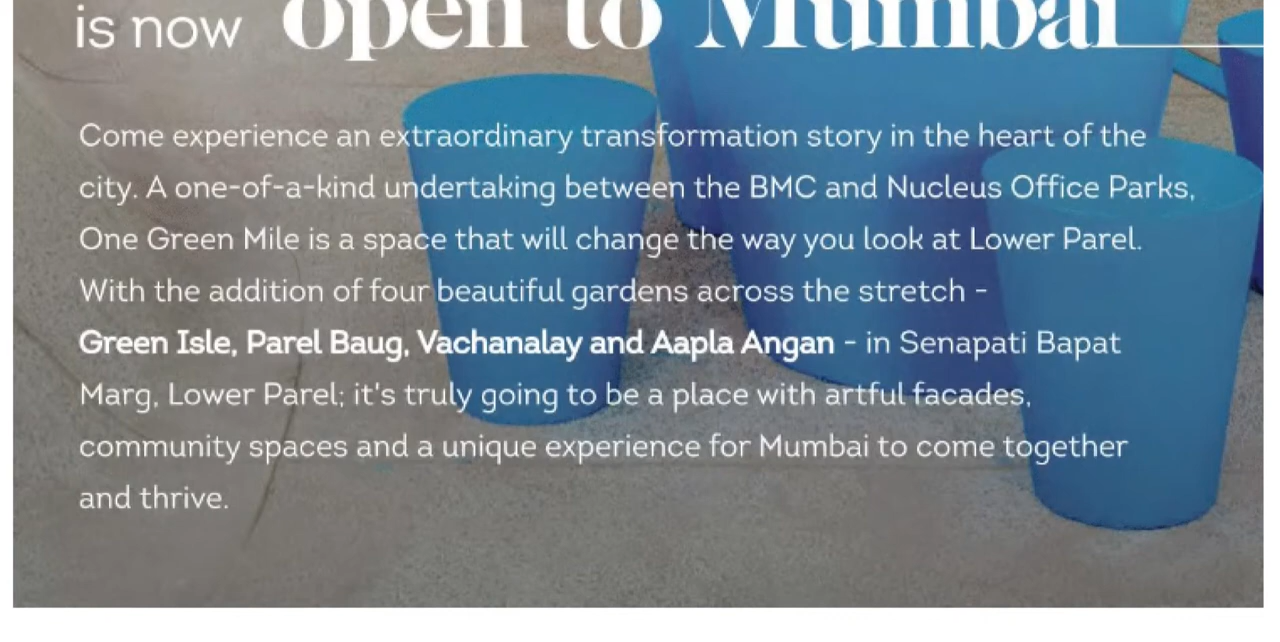 is now open to Mumbai
Come experience an extraordinary transformation story in the heart of the
city. A one-of-a-kind undertaking between the BMC and Nucleus Office Parks,
One Green Mile is a space that will change the way you look at Lower Parel.
With the addition of four beautiful gardens across the stretch -
Green Isle, Parel Baug, Vachanalay and Aapla Angan - in Senapati Bapat
Marg, Lower Parel; it's truly going to be a place with artful facades,
community spaces and a unique experience for Mumbai to come together
and thrive.